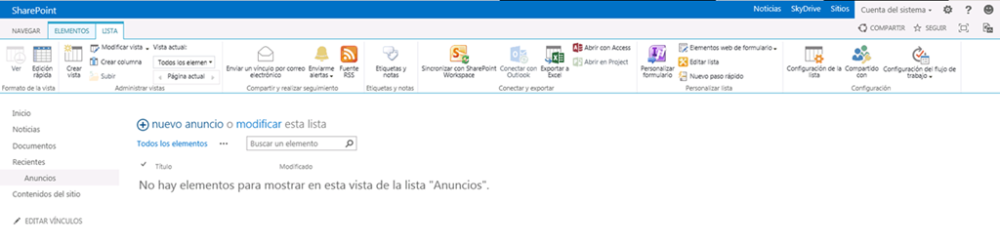 SharePoint
Noticias SkyDrive Sitios Cuenta del sistema
NAVEGAR ELEMENTOS LISTA
COMPARTIR SEGUIR
Ver
Edición rápida
Formato de la vista
Crear vista
Modificar vista
Crear columna
Subir
Vista actual:
Todos los elemen
Página actual
Administrar vistas
Enviar un vínculo por correo electrónico
Enviarme alertas
Fuente RSS
Compartir y realizar seguimiento
Etiquetas y notas
Etiquetas y notas
Sincronizar con SharePoint Workspace
Conectar con Outlook
Exportar a Excel
Abrir con Access
Abrir en Project
Conectar y exportar
Personalizar formulario
Elementos web de formulario
Editar lista
Nuevo paso rápido
Personalizar lista
Configuración de la lista
Compartido con
Configuración del flujo de trabajo
Configuración
Inicio
Noticias
Documentos
Recientes
Anuncios
Contenidos del sitio
EDITAR VÍNCULOS
nuevo anuncio o modificar esta lista
Todos los elementos ••• Buscar un elemento
Título Modificado
No hay elementos para mostrar en esta vista de la lista "Anuncios".